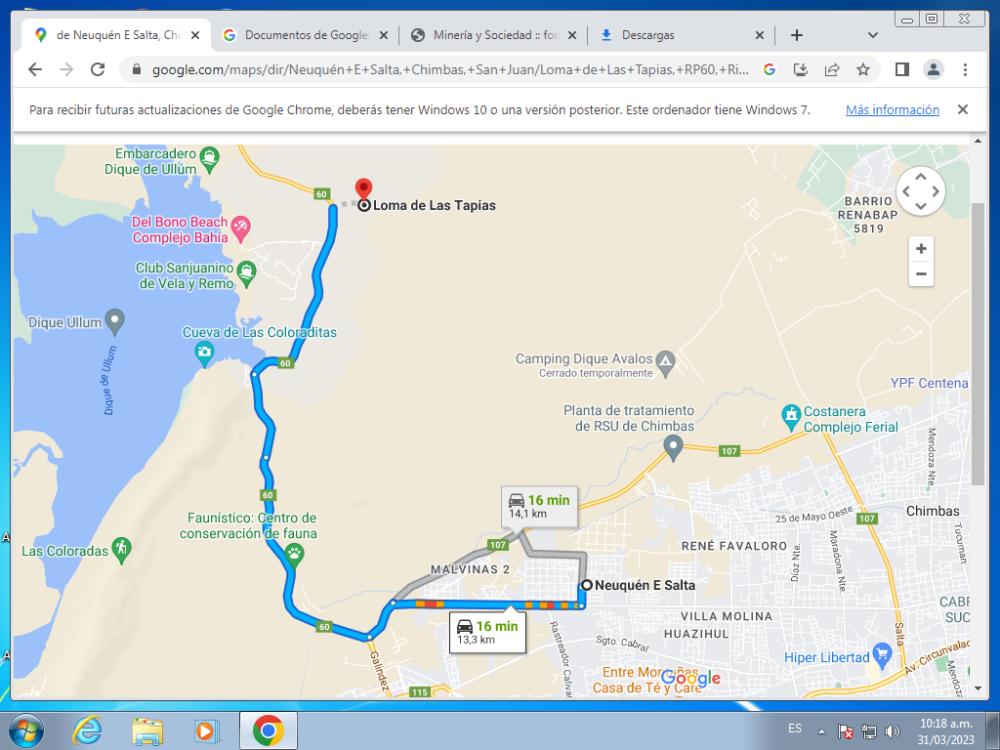 de Neuquén E Salta, Chi
Documentos de Google
Minería y Sociedad :: for
Descargas
google.com/maps/dir/Neuquén+E+Salta,+Chimbas,+San+Juan/Loma+de+Las+Tapias,+RP60,+Ri...
Para recibir futuras actualizaciones de Google Chrome, deberás tener Windows 10 o una versión posterior. Este ordenador tiene Windows 7.
Más información
Embarcadero
Dique de Ullúm
60
Loma de Las Tapias
BARRIO
RENABAP
5819
Del Bono Beach
Complejo Bahía
Club Sanjuanino
de Vela y Remo
Dique Ullum
Cueva de Las Coloraditas
Dique de Ullum
60
Camping Dique Avalos
Cerrado temporalmente
YPF Centena
Planta de tratamiento
de RSU de Chimbas
Costanera
Complejo Ferial
107
Mendoza Nte.
60
16 min
14,1 km
25 de Mayo Oeste
107
Chimbas
Faunístico: Centro de
conservación de fauna
Las Coloradas
107
MALVINAS 2
RENÉ FAVALORO
Díaz Nte.
Maradona Nte.
Tucuman
Neuquén E Salta
VILLA MOLINA
HUAZIHUL
CABI
SUC
60
16 min
13,3 km
Rastreador Calivar
Sgto. Cabral
Salta
Av. Circunvalac
Mendoza
Galíndez
Hiper Libertad
Entre Montañas
Casa de Té y Café
Google
115
ES
10:18 a.m.
31/03/2023